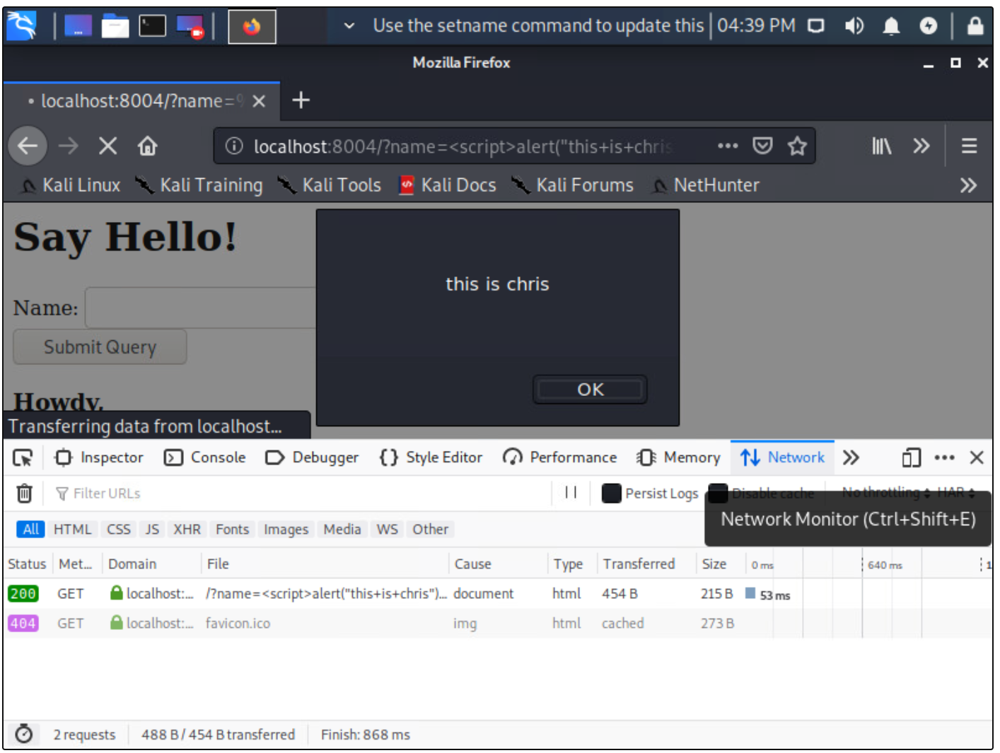 Use the setname command to update this 04:39 PM
Mozilla Firefox
localhost:8004/?name=%
localhost:8004/?name=<script>alert("this+is+chris
Kali Linux Kali Training Kali Tools Kali Docs Kali Forums NetHunter
Say Hello!
this is chris
Name:
Submit Query
OK
Howdy,
Transferring data from localhost...
Inspector Console Debugger {} Style Editor Performance Memory Network
Filter URLs Persist Logs Disable cache No throttling HAR
Network Monitor (Ctrl+Shift+E)
All HTML CSS JS XHR Fonts Images Media WS Other
Status Met... Domain File Cause Type Transferred Size 0 ms 640 ms 1
200 GET localhost:... /?name=<script>alert("this+is+chris")... document html 454 B 215 B 53 ms
404 GET localhost:... favicon.ico img html cached 273 B
2 requests 488 B / 454 B transferred Finish: 868 ms